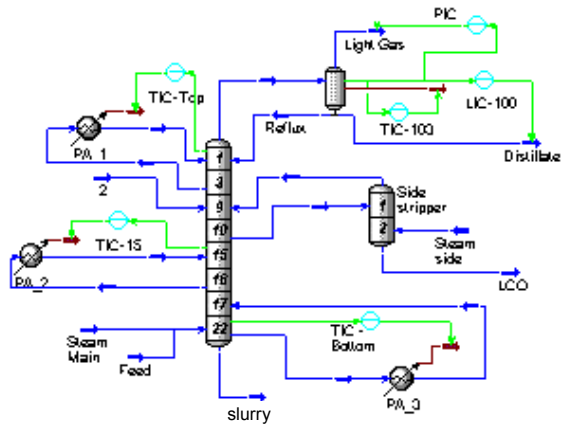 PIC
Light Gas
TIC-Top
LIC-100
TIC-100
Reflux
Distillate
PA_1
1
3
2
9
10
15
16
17
22
Side
stripper
1
2
Steam
side
TIC-15
PA_2
LCO
TIC-
Bottom
Steam
Main
Feed
PA_3
slurry